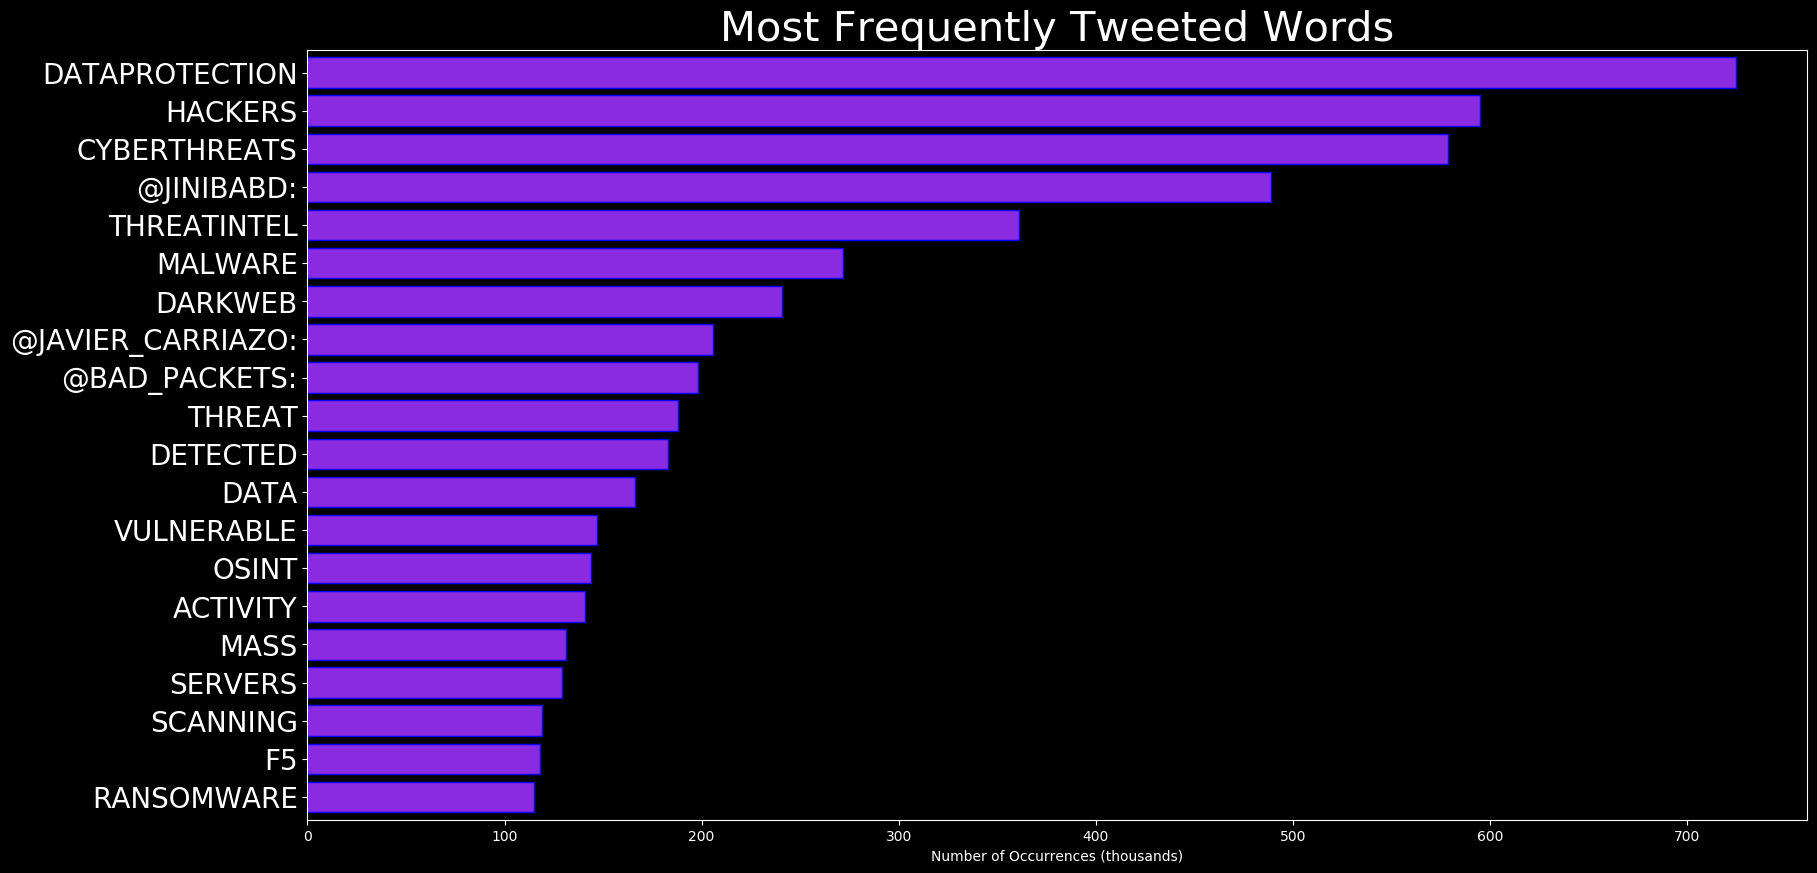 Most Frequently Tweeted Words
DATAPROTECTION
HACKERS
CYBERTHREATS
@JINIBABD:
THREATINTEL
MALWARE
DARKWEB
@JAVIER_CARRIAZO:
@BAD_PACKETS:
THREAT
DETECTED
DATA
VULNERABLE
OSINT
ACTIVITY
MASS
SERVERS
SCANNING
F5
RANSOMWARE
0 100 200 300 400 500 600 700
Number of Occurrences (thousands)